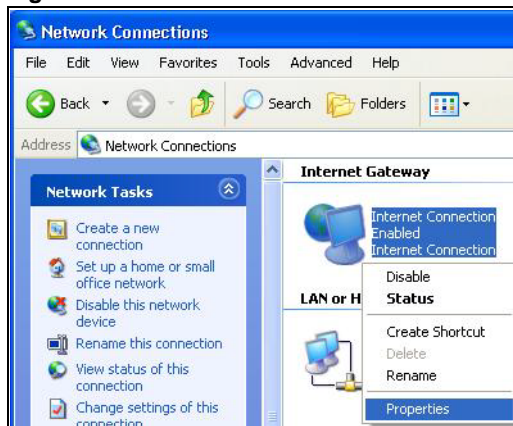 Network Connections
File Edit View Favorites Tools Advanced Help
Back Search Folders
Address Network Connections
Network Tasks
Create a new
connection
Set up a home or small
office network
Disable this network
device
Rename this connection
View status of this
connection
Change settings of this
connection
Internet Gateway
Internet Connection
Enabled
Internet Connection
Disable
Status
Create Shortcut
Delete
Rename
Properties
LAN or H